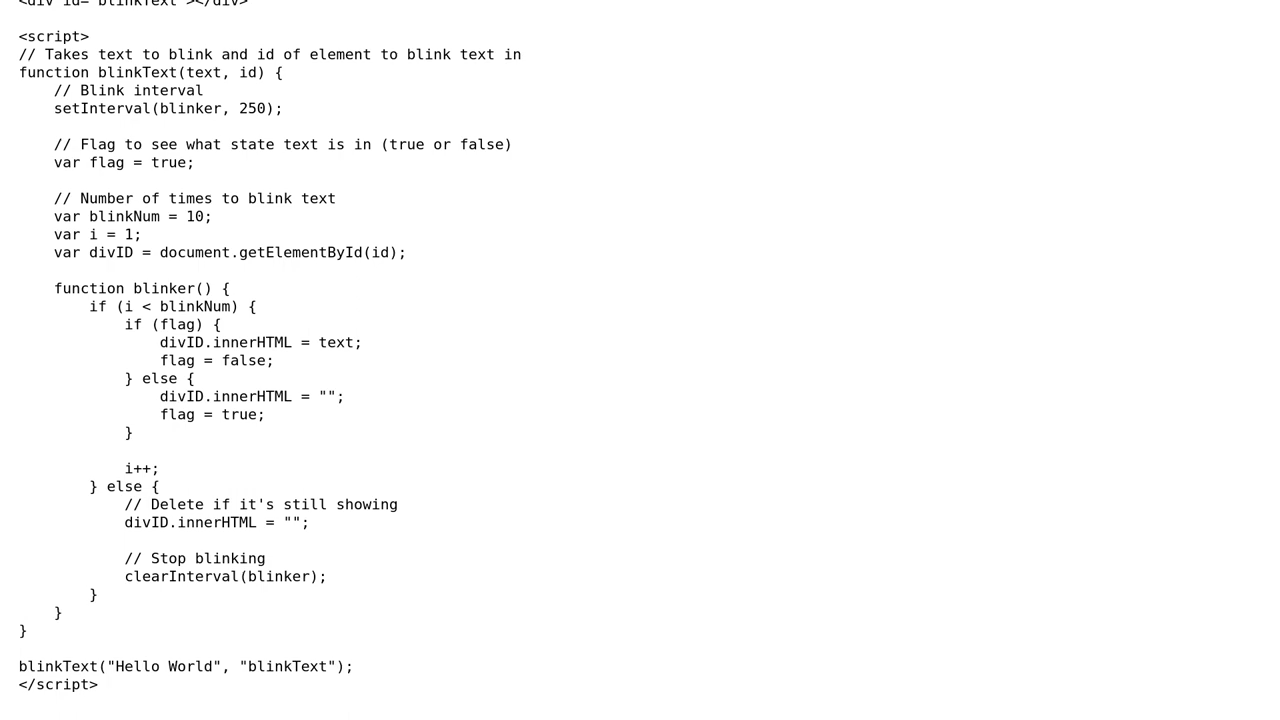 <div id="blinkText"></div>

<script>
// Takes text to blink and id of element to blink text in
function blinkText(text, id) {
    // Blink interval
    setInterval(blinker, 250);

    // Flag to see what state text is in (true or false)
    var flag = true;

    // Number of times to blink text
    var blinkNum = 10;
    var i = 1;
    var divID = document.getElementById(id);

    function blinker() {
        if (i < blinkNum) {
            if (flag) {
                divID.innerHTML = text;
                flag = false;
            } else {
                divID.innerHTML = "";
                flag = true;
            }

            i++;
        } else {
            // Delete if it's still showing
            divID.innerHTML = "";

            // Stop blinking
            clearInterval(blinker);
        }
    }
}

blinkText("Hello World", "blinkText");
</script>